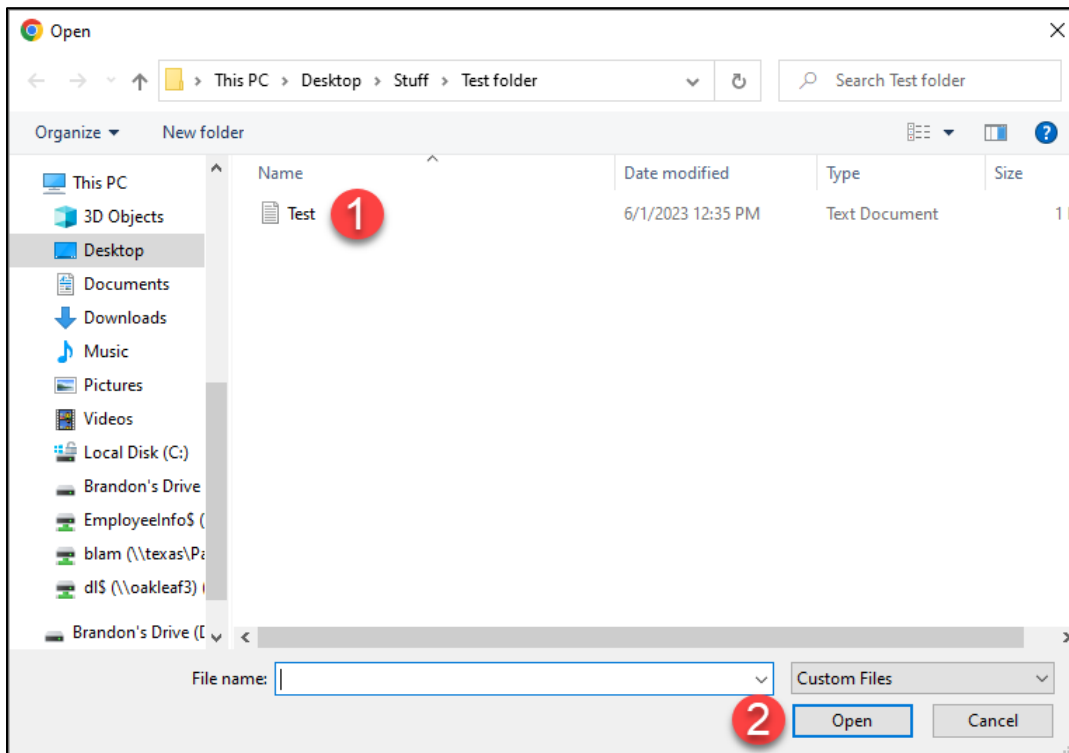 Open
This PC > Desktop > Stuff > Test folder
Search Test folder
Organize
New folder
?
Name
Date modified
Type
Size
Test
1
6/1/2023 12:35 PM
Text Document
1
This PC
3D Objects
Desktop
Documents
Downloads
Music
Pictures
Videos
Local Disk (C:)
Brandon's Drive
EmployeeInfo$ (
blam (\\texas\Pa
dl$ (\\oakleaf3) (
Brandon's Drive (D
File name:
Custom Files
2
Open
Cancel